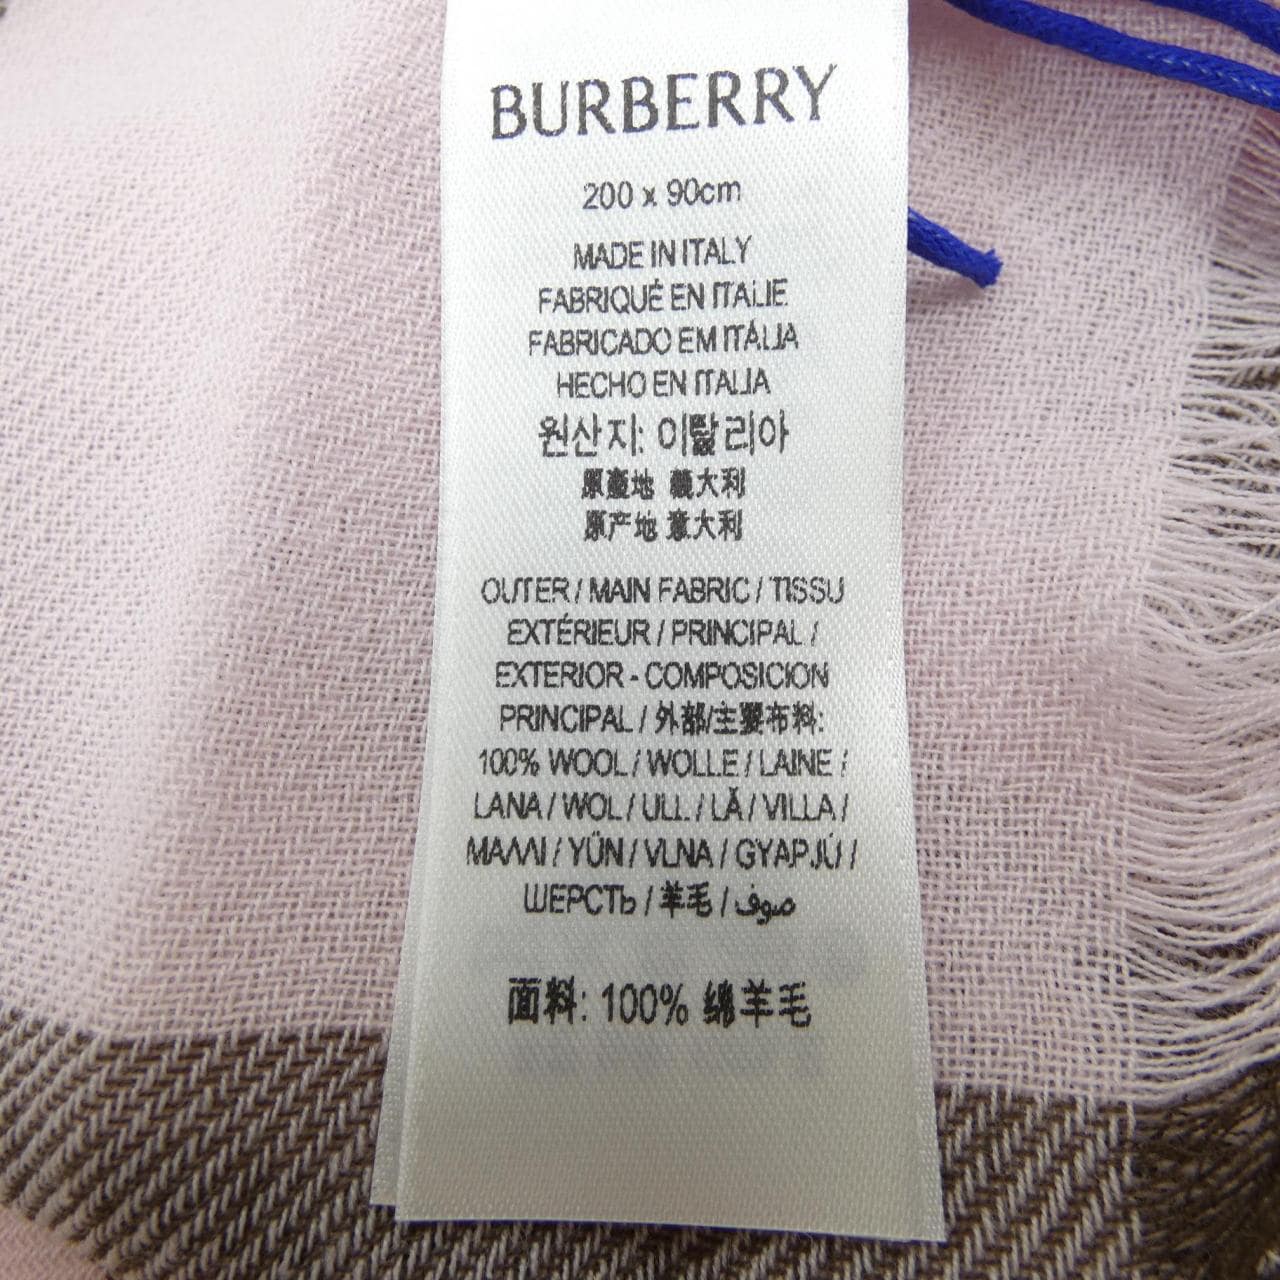 BURBERRY
200 x 90cm
MADE IN ITALY
FABRIQUÉ EN ITALIE
FABRICADO EM ITÁLIA
HECHO EN ITALIA
원산지: 이탈리아
原產地 義大利
原产地 意大利
OUTER / MAIN FABRIC / TISSU
EXTÉRIEUR / PRINCIPAL /
EXTERIOR - COMPOSICION
PRINCIPAL / 外部/主要布料:
100% WOOL / WOLLE / LAINE /
LANA / WOL / ULL / LÃ / VILLA /
ΜΑΛΛΙ / YÜN / VLNA / GYAPJÚ /
ШЕРСТЬ / 羊毛 / صوف
面料: 100% 绵羊毛